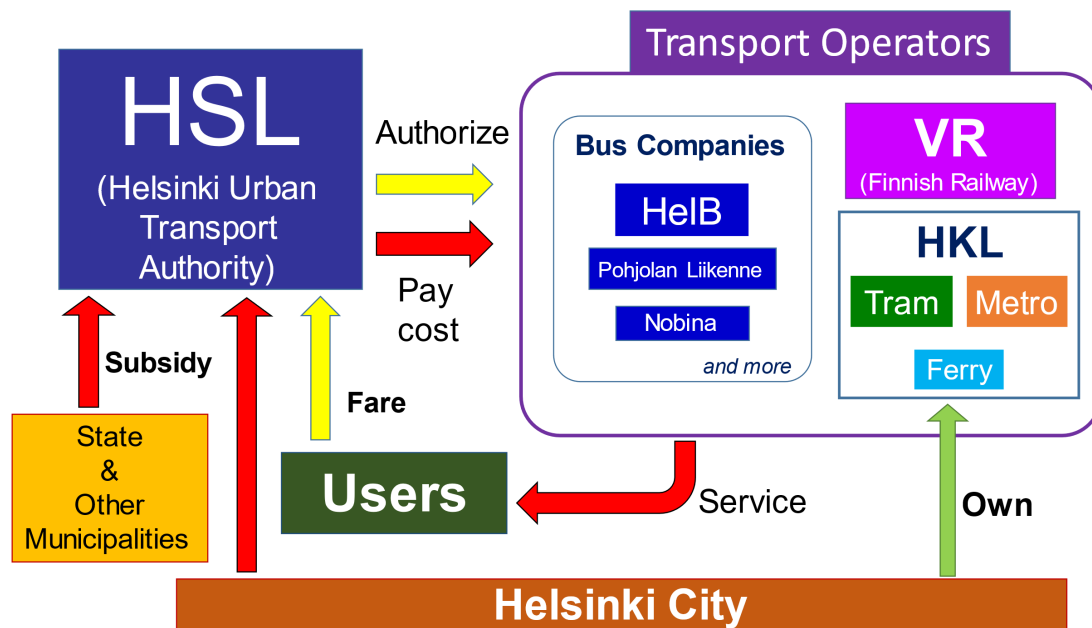 HSL
(Helsinki Urban
Transport
Authority)
Authorize
Pay
cost
Transport Operators
Bus Companies
HelB
Pohjolan Liikenne
Nobina
and more
VR
(Finnish Railway)
HKL
Tram
Metro
Ferry
Subsidy
Fare
State
&
Other
Municipalities
Users
Service
Own
Helsinki City